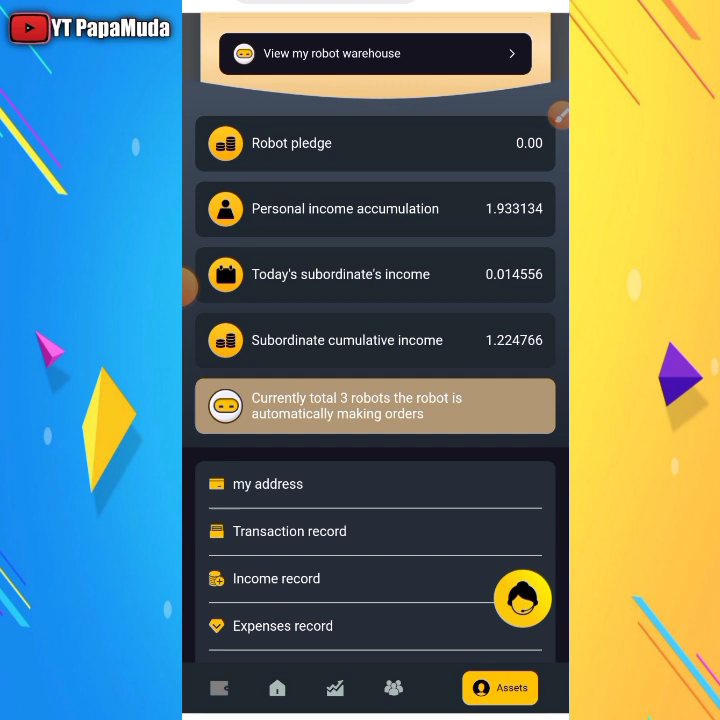 YT PapaMuda
View my robot warehouse
Robot pledge
0.00
Personal income accumulation
1.933134
Today's subordinate's income
0.014556
Subordinate cumulative income
1.224766
Currently total 3 robots the robot is
automatically making orders
my address
Transaction record
Income record
Expenses record
Assets